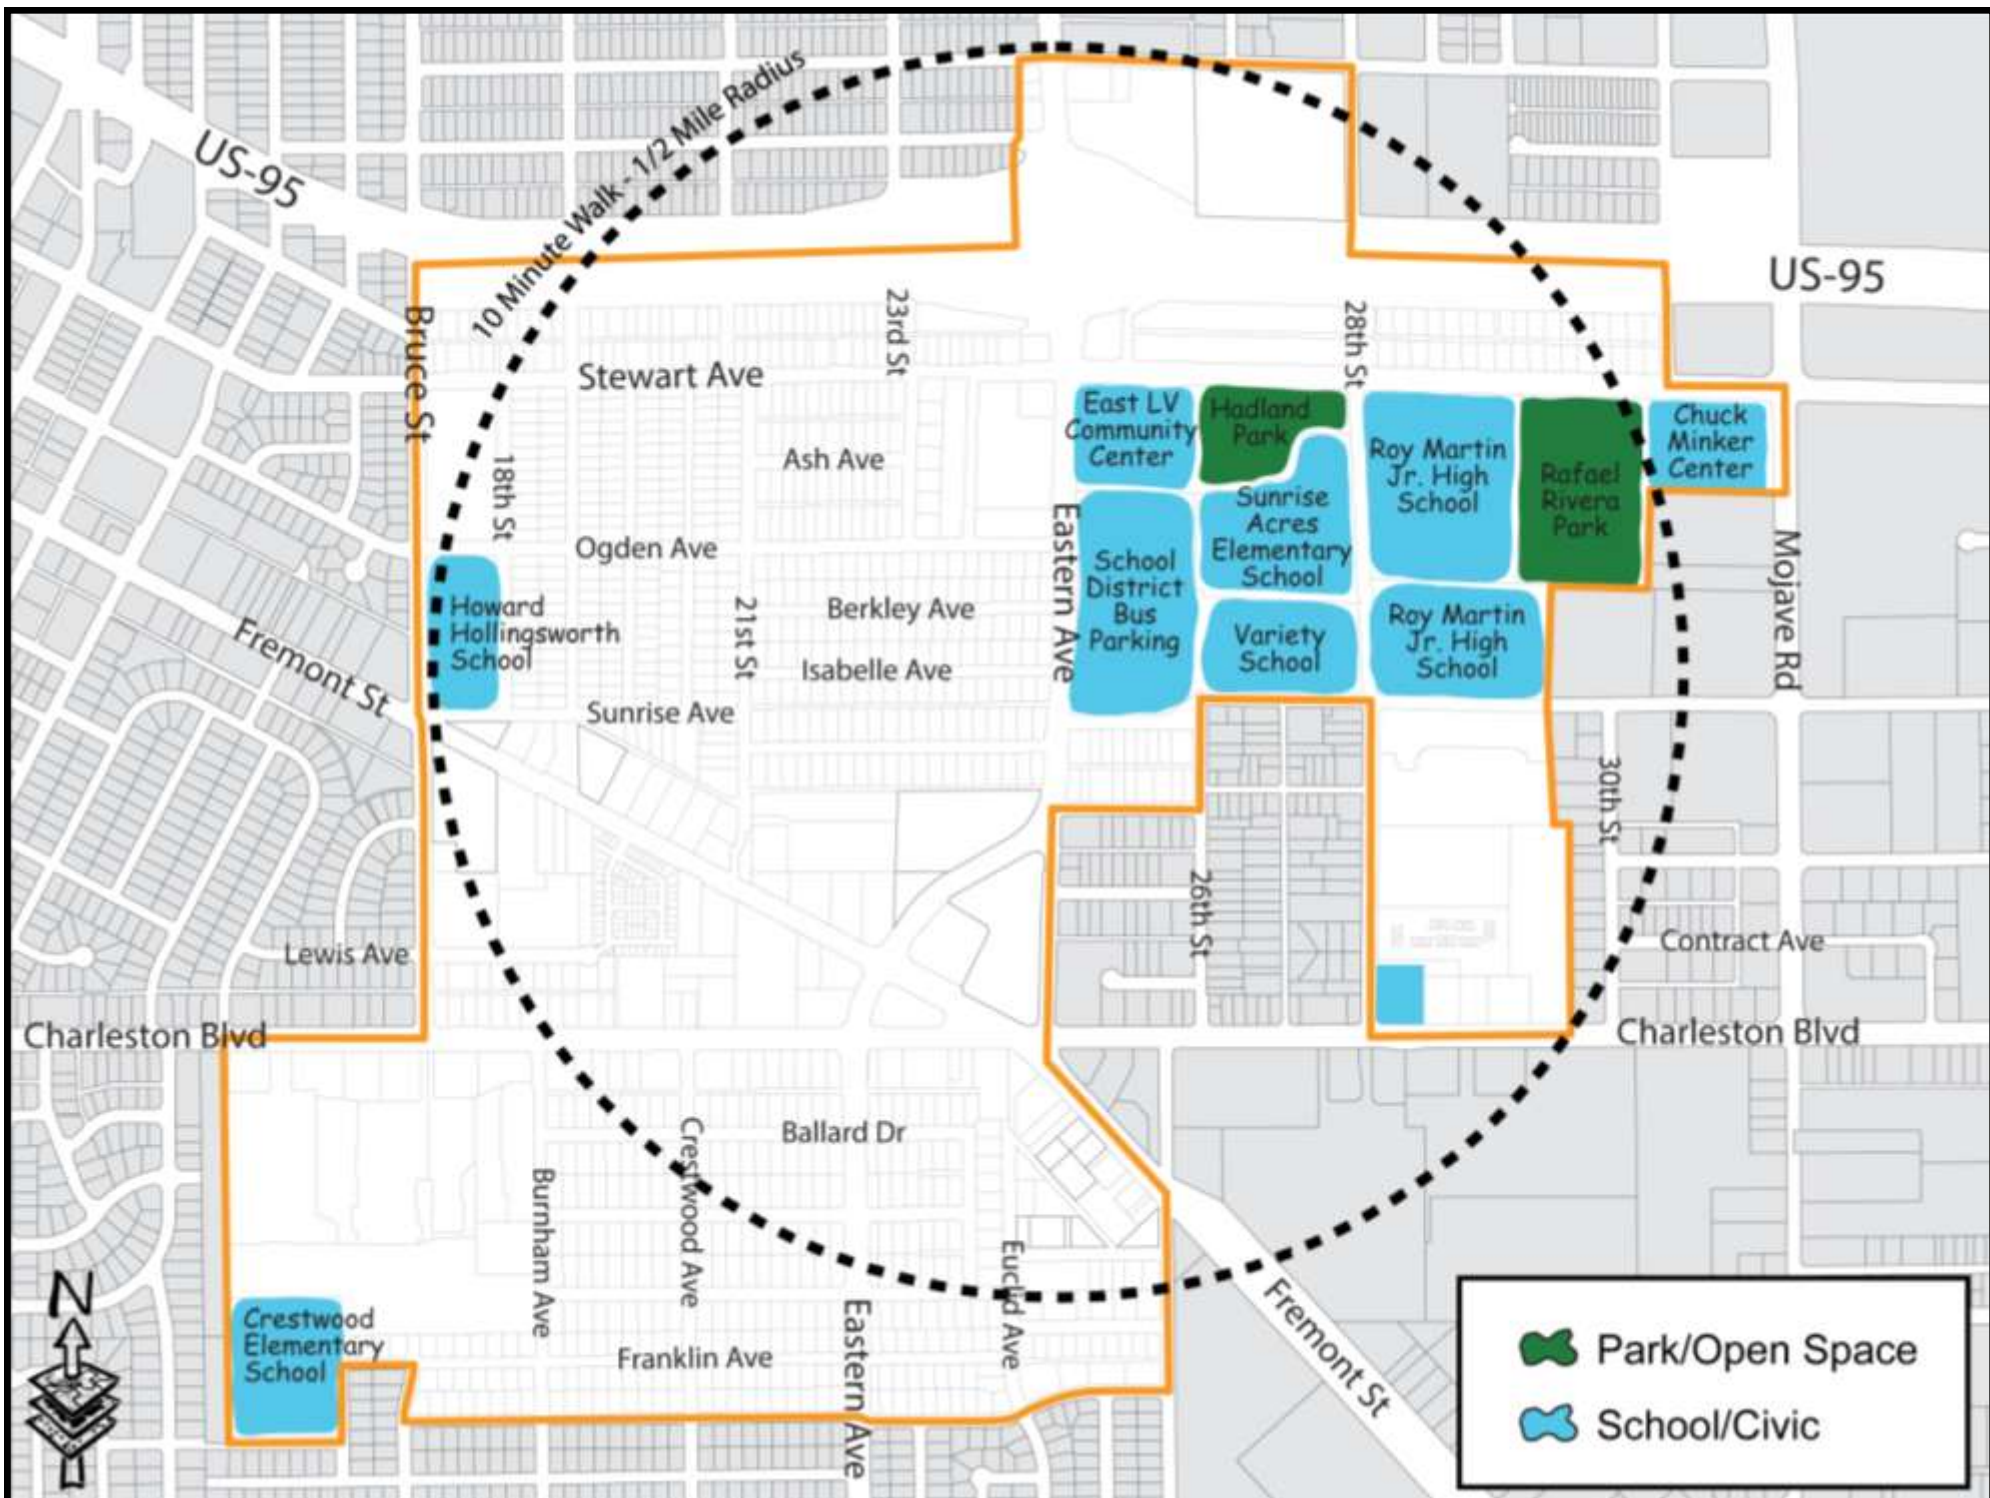 10 Minute Walk - 1/2 Mile Radius
US-95
US-95
Bruce St
23rd St
28th St
Stewart Ave
East LV
Community
Center
Hadland
Park
Roy Martin
Jr. High
School
Rafael
Rivera
Park
Chuck
Minker
Center
18th St
Ash Ave
Sunrise
Acres
Elementary
School
Eastern Ave
School
District
Bus
Parking
Ogden Ave
Mojave Rd
Howard
Hollingsworth
School
21st St
Berkley Ave
Variety
School
Roy Martin
Jr. High
School
Fremont St
Isabelle Ave
Sunrise Ave
30th St
26th St
Lewis Ave
Contract Ave
Charleston Blvd
Charleston Blvd
Ballard Dr
Crestwood Ave
Burnham Ave
Euclid Ave
N
Crestwood
Elementary
School
Franklin Ave
Eastern Ave
Fremont St
Park/Open Space
School/Civic